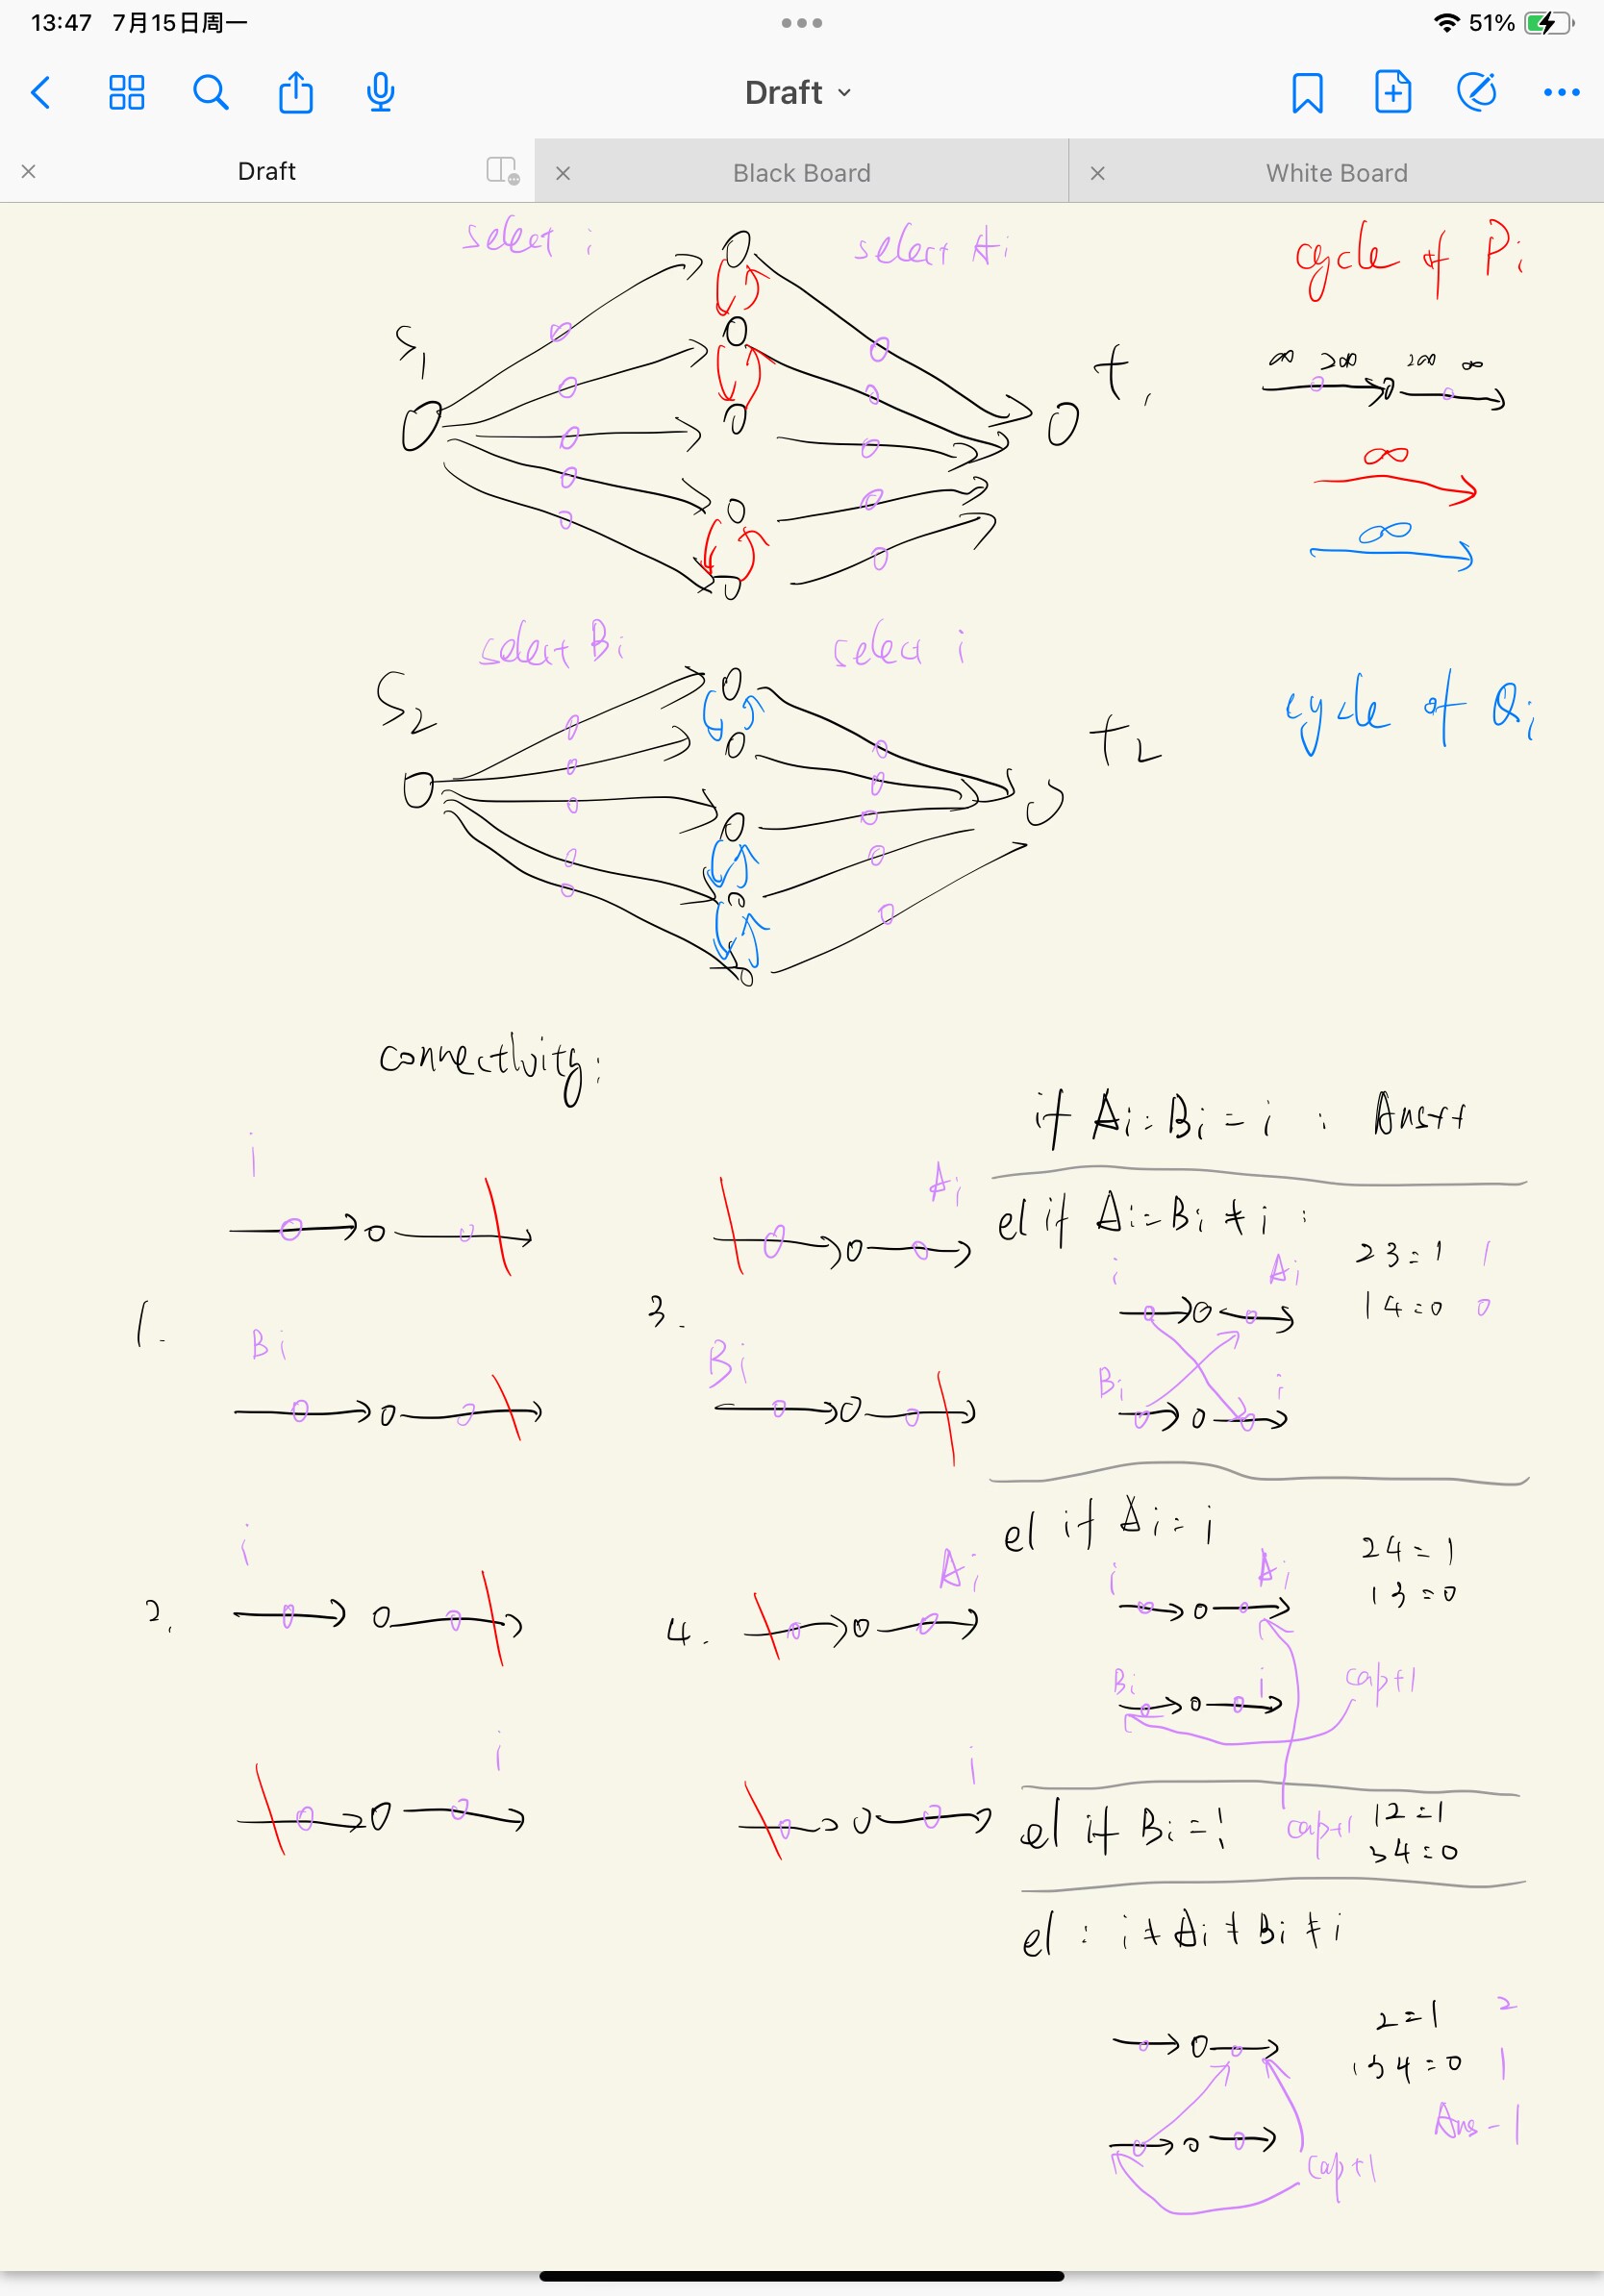 13:47 7月15日周一
51%
Draft
Draft
Black Board
White Board
select i
select Ai
cycle of Pi
S1
t1
∞ 200 200 ∞
∞
∞
select Bi
select i
S2
t2
cycle of Qi
connectivity:
if Ai=Bi=i : Ans++
i
Ai
el if Ai=Bi≠i :
23=1 1
14=0 0
i
Ai
1.
3.
Bi
Bi
Bi
i
el if Ai=i
24=1
13=0
i
Ai
i
Ai
2.
4.
Bi
i
cap+1
i
i
el if Bi=i
cap+1
12=1
34=0
el : i≠Ai≠Bi≠i
2=1 2
134=0 1
Ans-1
cap+1